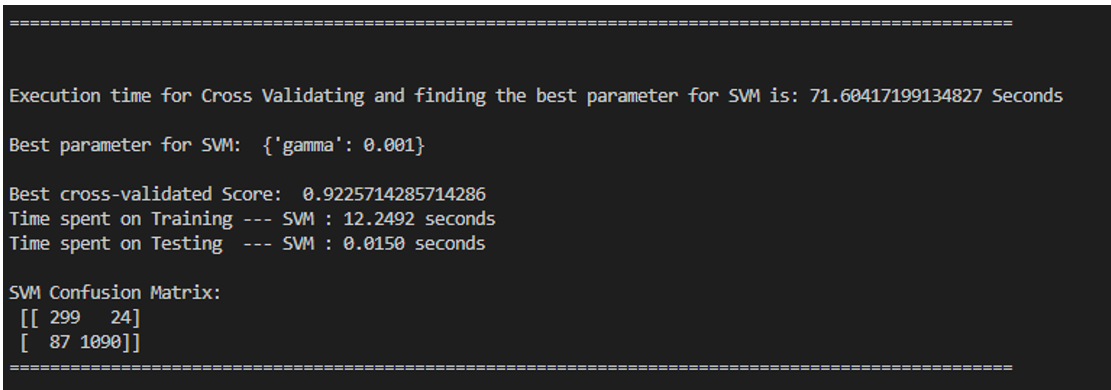 ==================================================================================================
Execution time for Cross Validating and finding the best parameter for SVM is: 71.60417199134827 Seconds
Best parameter for SVM:  {'gamma': 0.001}
Best cross-validated Score:  0.9225714285714286
Time spent on Training --- SVM : 12.2492 seconds
Time spent on Testing  --- SVM : 0.0150 seconds
SVM Confusion Matrix:
[[ 299   24]
[  87 1090]]
==================================================================================================